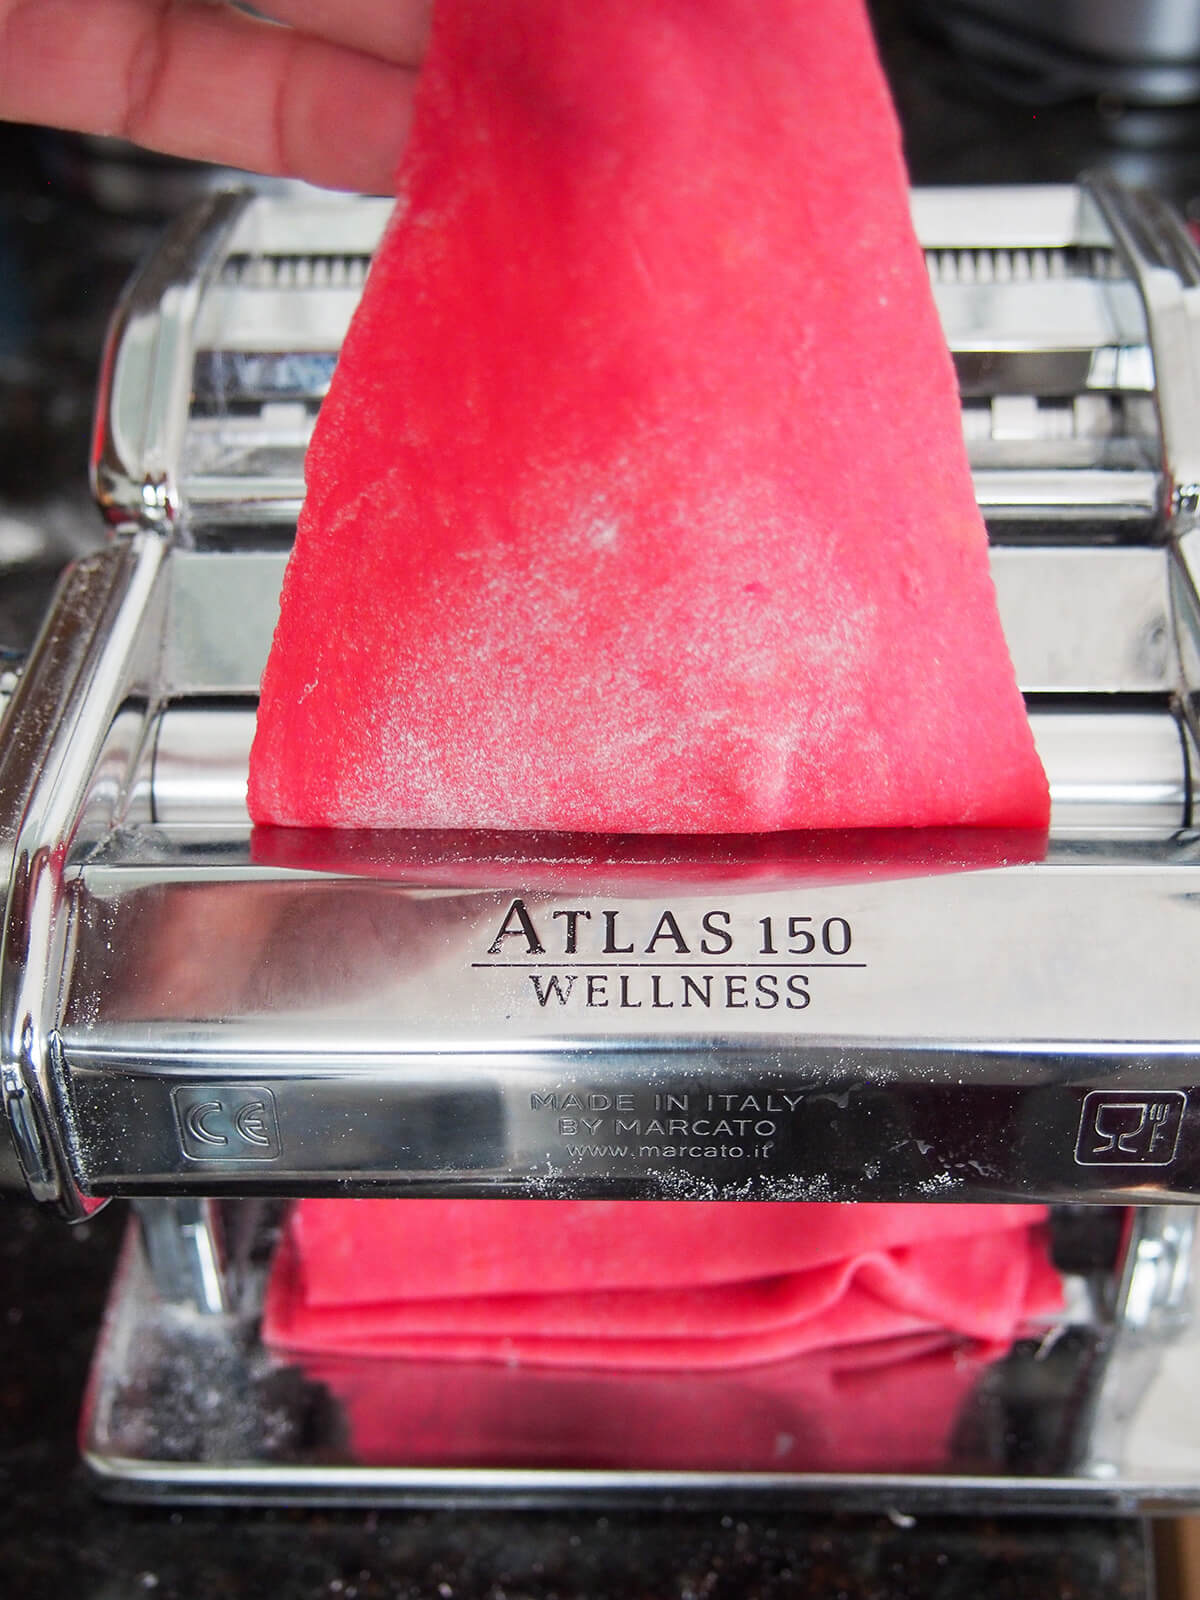 ATLAS 150
WELLNESS
CE
MADE IN ITALY
BY MARCATO
www.marcato.it